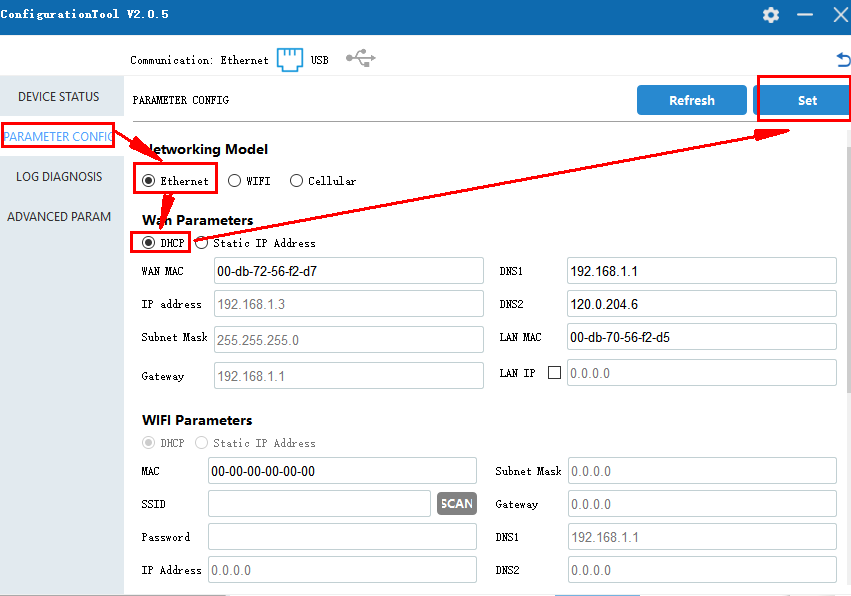 ConfigurationTool V2.0.5
Communication: Ethernet USB
DEVICE STATUS
PARAMETER CONFIG
LOG DIAGNOSIS
ADVANCED PARAM
PARAMETER CONFIG Refresh Set
Networking Model
Ethernet WIFI Cellular
Wan Parameters
DHCP Static IP Address
WAN MAC 00-db-72-56-f2-d7 DNS1 192.168.1.1
IP address 192.168.1.3 DNS2 120.0.204.6
Subnet Mask 255.255.255.0 LAN MAC 00-db-70-56-f2-d5
Gateway 192.168.1.1 LAN IP 0.0.0.0
WIFI Parameters
DHCP Static IP Address
MAC 00-00-00-00-00-00 Subnet Mask 0.0.0.0
SSID SCAN Gateway 0.0.0.0
Password DNS1 192.168.1.1
IP Address 0.0.0.0 DNS2 0.0.0.0